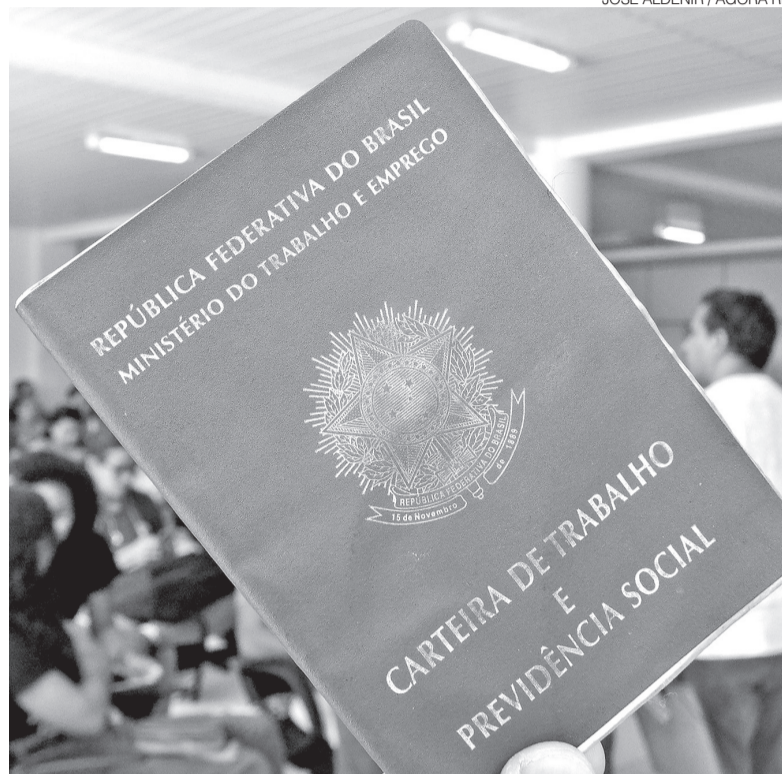 JOSÉ ALDENIR / AGORA R
REPÚBLICA FEDERATIVA DO BRASIL
MINISTÉRIO DO TRABALHO E EMPREGO
REPÚBLICA FEDERATIVA DO BRASIL
15 de Novembro
de 1889
CARTEIRA DE TRABALHO
E
PREVIDÊNCIA SOCIAL